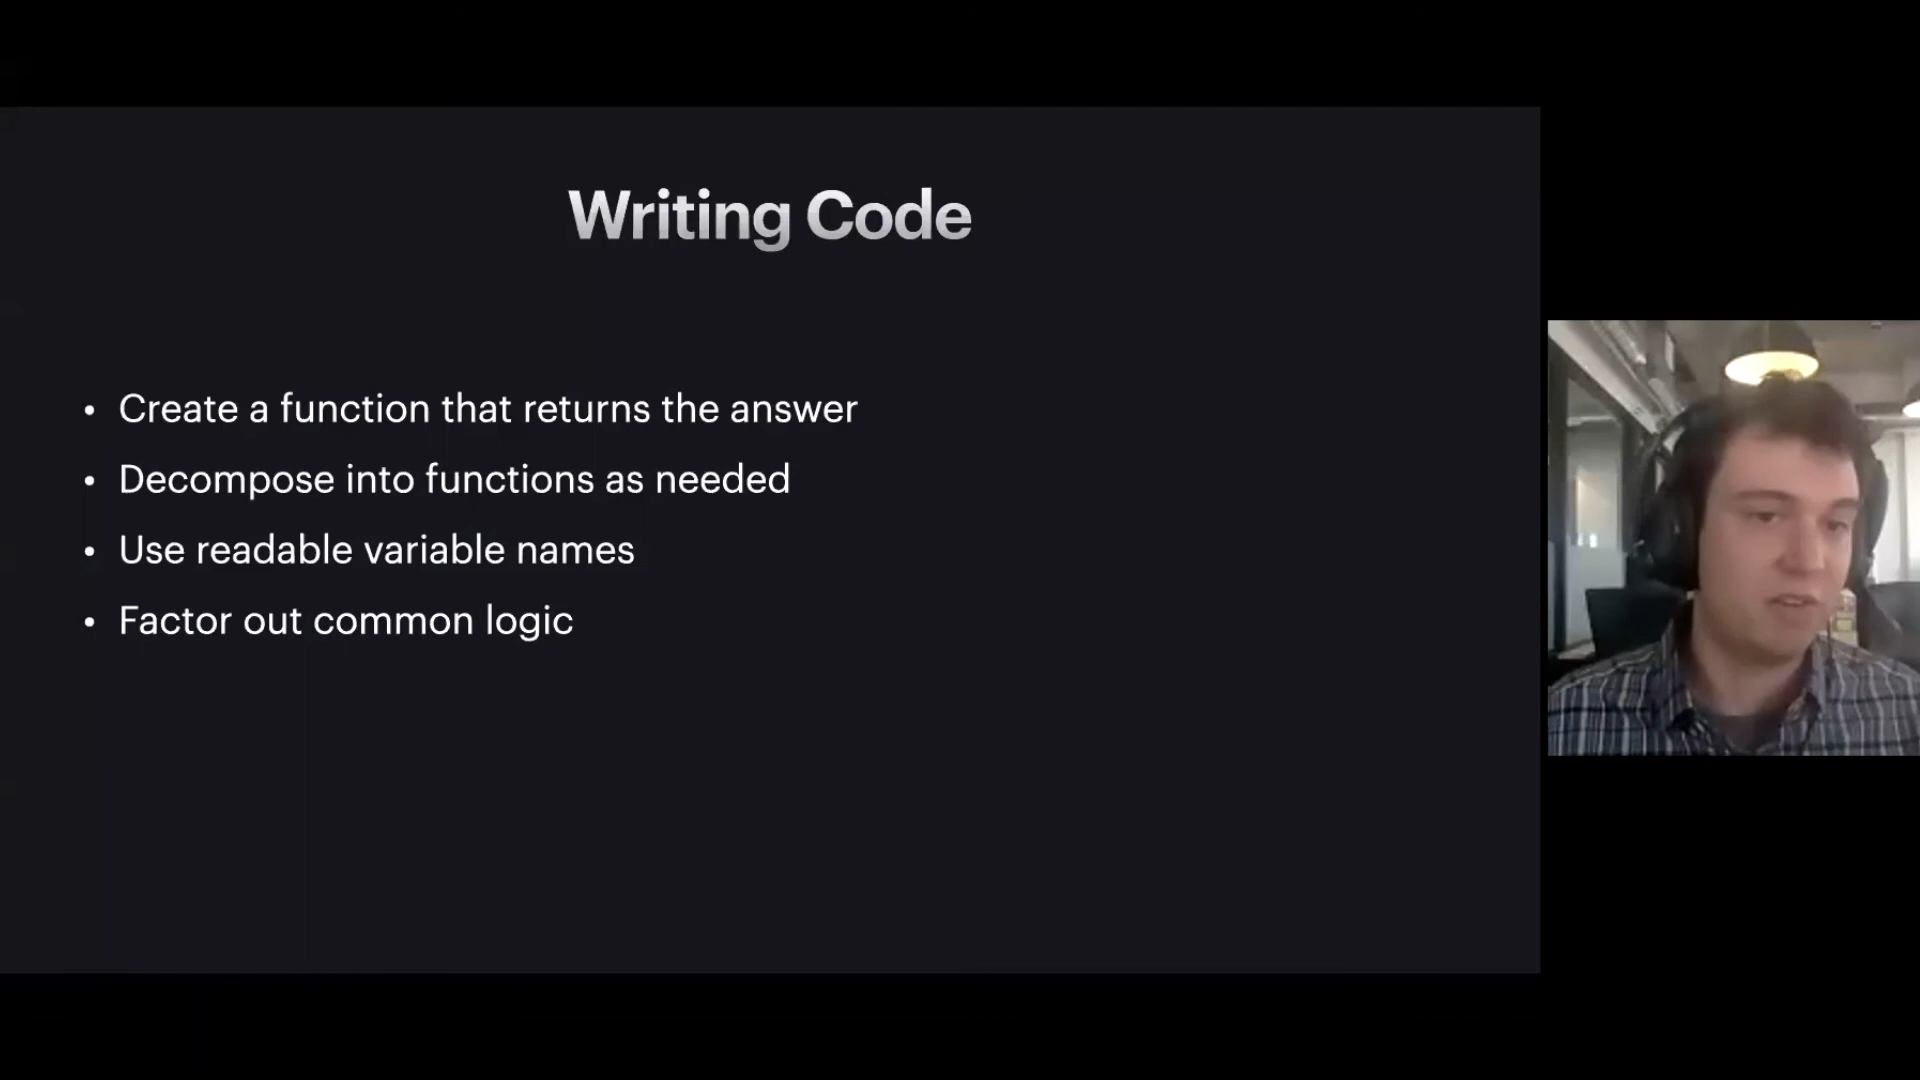 Writing Code
• Create a function that returns the answer
• Decompose into functions as needed
• Use readable variable names
• Factor out common logic